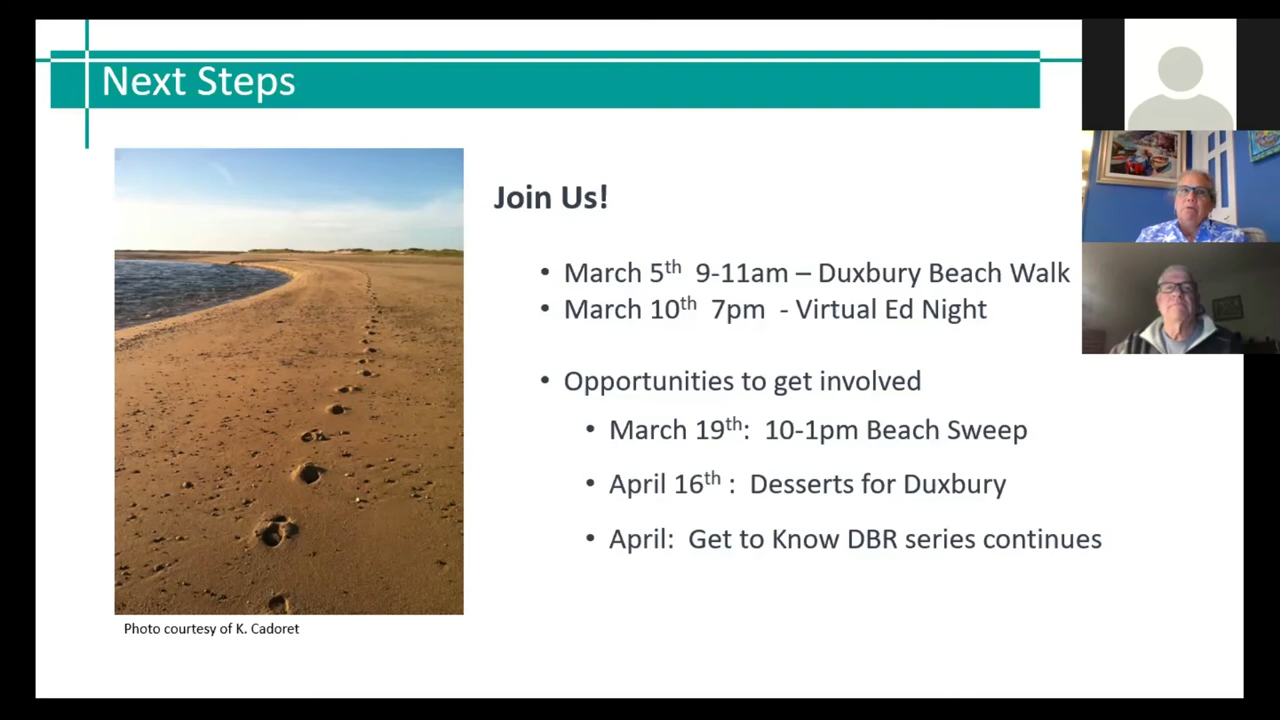 Next Steps
Join Us!
• March 5th 9-11am – Duxbury Beach Walk
• March 10th 7pm - Virtual Ed Night
• Opportunities to get involved
• March 19th: 10-1pm Beach Sweep
• April 16th : Desserts for Duxbury
• April: Get to Know DBR series continues
Photo courtesy of K. Cadoret